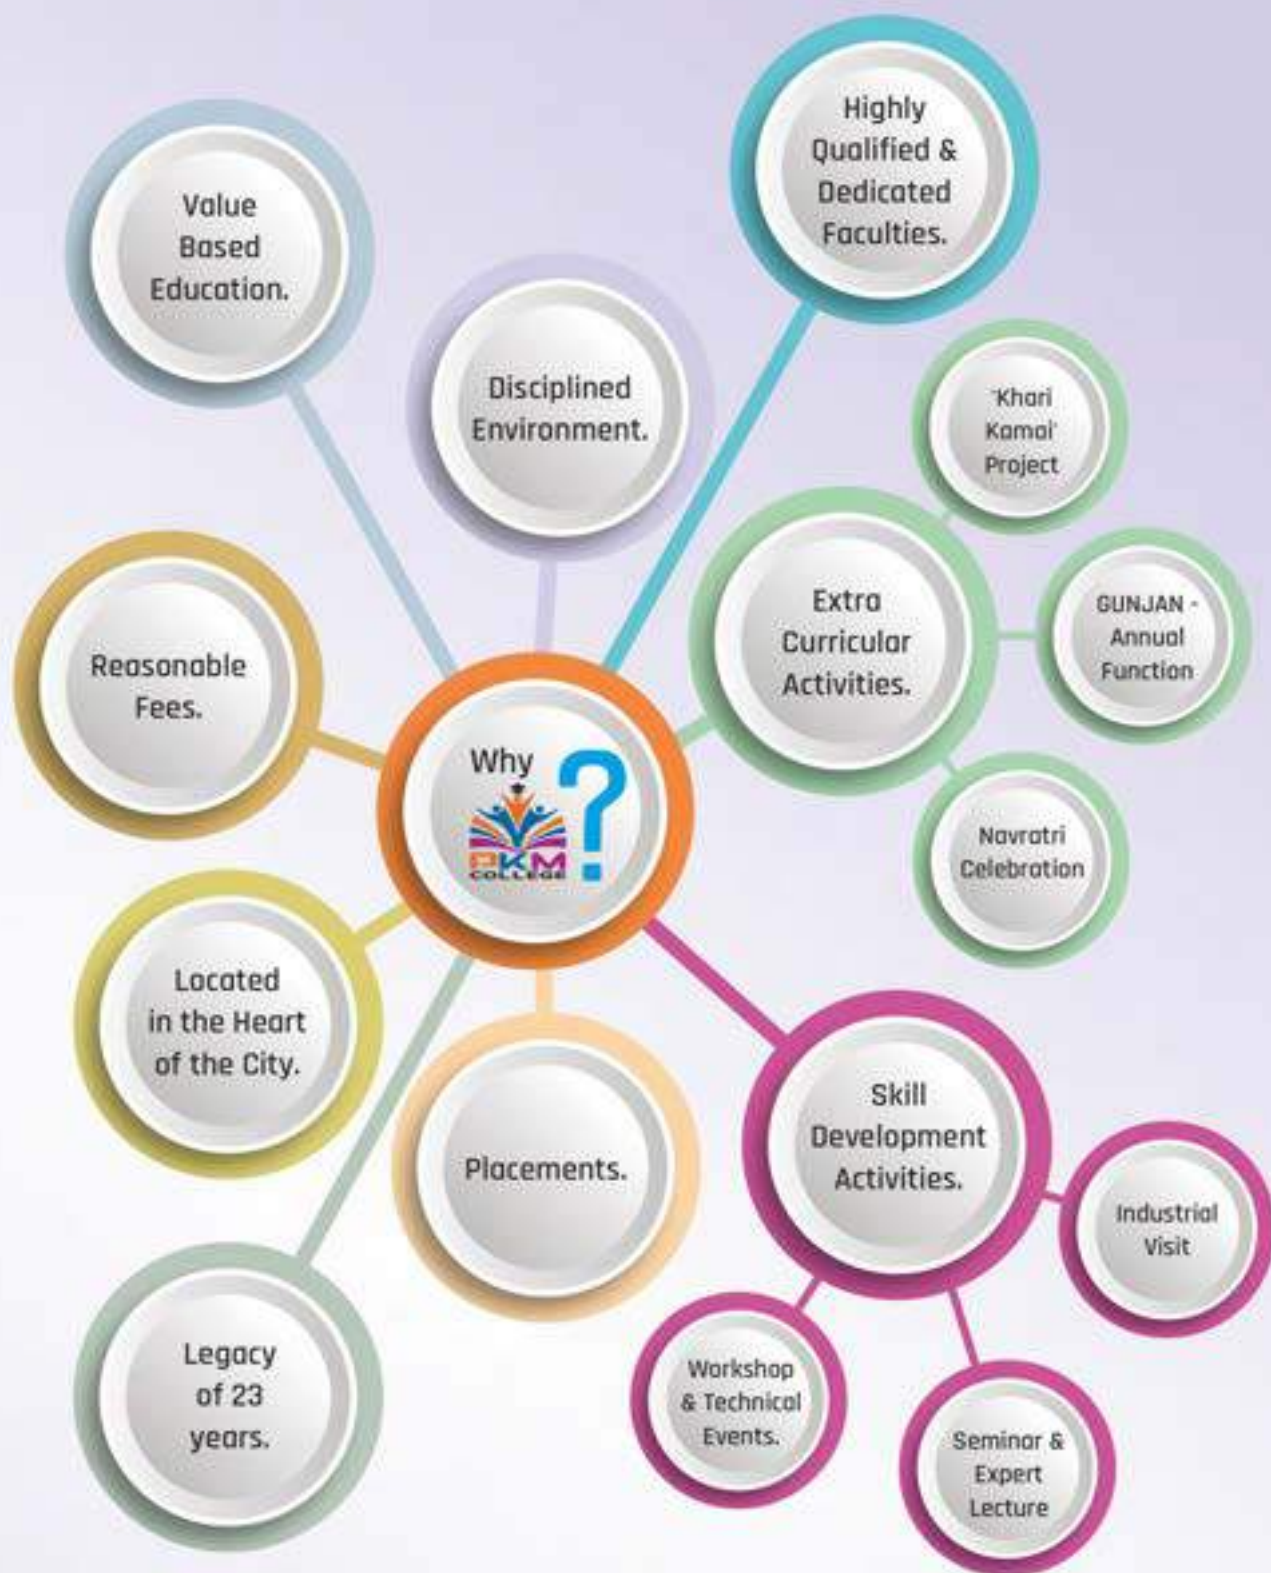 Highly
Qualified &
Dedicated
Faculties.
Value
Based
Education.
Disciplined
Environment.
'Khari
Kamai'
Project
Extra
Curricular
Activities.
GUNJAN -
Annual
Function
Reasonable
Fees.
Why
?
PKM
COLLEGE
Navratri
Celebration
Located
in the Heart
of the City.
Placements.
Skill
Development
Activities.
Industrial
Visit
Legacy
of 23
years.
Workshop
& Technical
Events.
Seminar &
Expert
Lecture